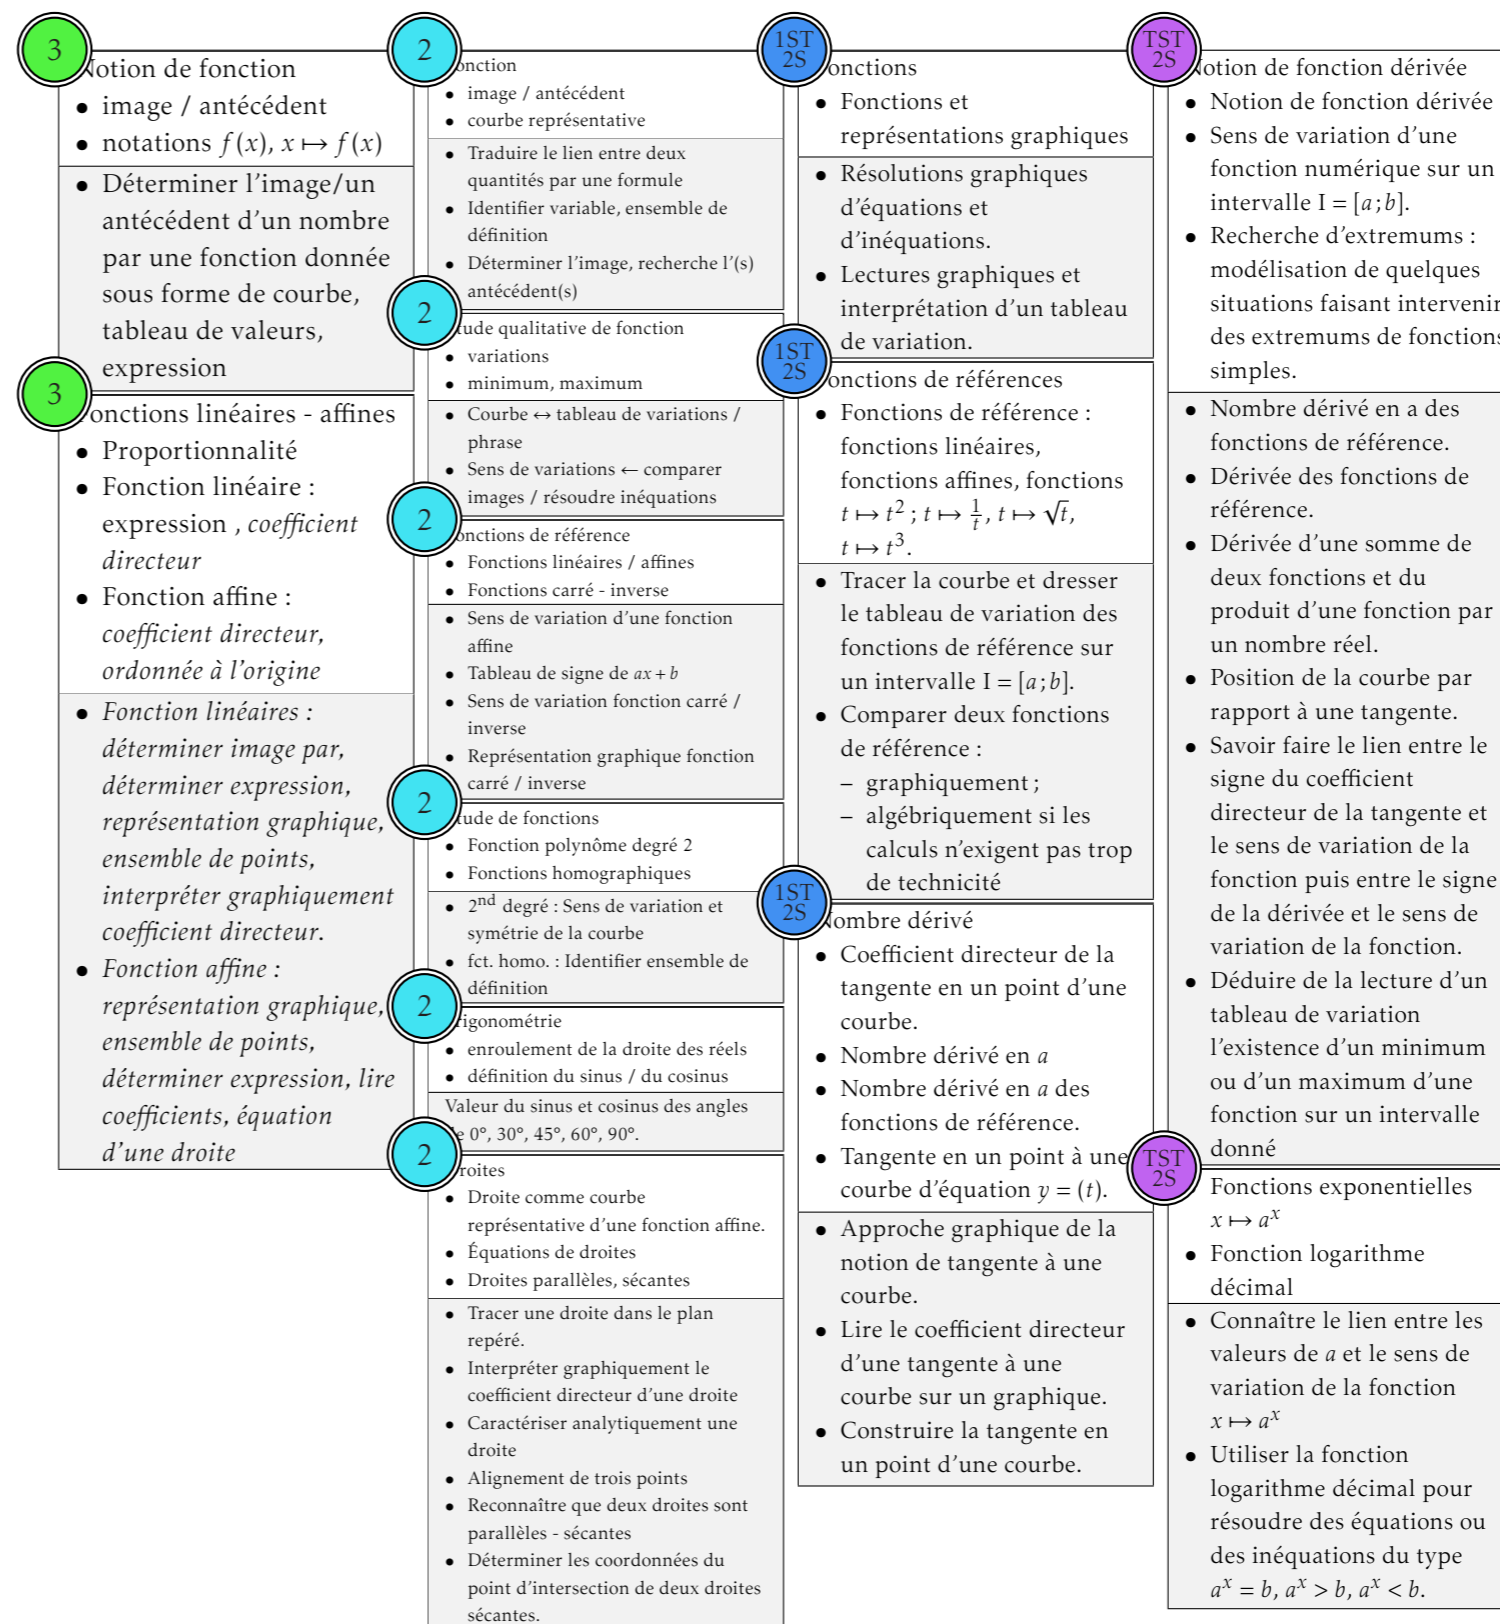 3
Notion de fonction
• image / antécédent
• notations f(x), x ↦ f(x)
• Déterminer l'image/un
antécédent d'un nombre
par une fonction donnée
sous forme de courbe,
tableau de valeurs,
expression
3
Fonctions linéaires - affines
• Proportionnalité
• Fonction linéaire :
expression , coefficient
directeur
• Fonction affine :
coefficient directeur,
ordonnée à l'origine
• Fonction linéaires :
déterminer image par,
déterminer expression,
représentation graphique,
ensemble de points,
interpréter graphiquement
coefficient directeur.
• Fonction affine :
représentation graphique,
ensemble de points,
déterminer expression, lire
coefficients, équation
d'une droite
2
onction
• image / antécédent
• courbe représentative
• Traduire le lien entre deux
quantités par une formule
• Identifier variable, ensemble de
définition
• Déterminer l'image, recherche l'(s)
antécédent(s)
2
tude qualitative de fonction
• variations
• minimum, maximum
• Courbe ↔ tableau de variations /
phrase
• Sens de variations ← comparer
images / résoudre inéquations
2
onctions de référence
• Fonctions linéaires / affines
• Fonctions carré - inverse
• Sens de variation d'une fonction
affine
• Tableau de signe de ax + b
• Sens de variation fonction carré /
inverse
• Représentation graphique fonction
carré / inverse
2
tude de fonctions
• Fonction polynôme degré 2
• Fonctions homographiques
• 2nd degré : Sens de variation et
symétrie de la courbe
• fct. homo. : Identifier ensemble de
définition
2
rigonométrie
• enroulement de la droite des réels
• définition du sinus / du cosinus
Valeur du sinus et cosinus des angles
de 0°, 30°, 45°, 60°, 90°.
2
roites
• Droite comme courbe
représentative d'une fonction affine.
• Équations de droites
• Droites parallèles, sécantes
• Tracer une droite dans le plan
repéré.
• Interpréter graphiquement le
coefficient directeur d'une droite
• Caractériser analytiquement une
droite
• Alignement de trois points
• Reconnaître que deux droites sont
parallèles - sécantes
• Déterminer les coordonnées du
point d'intersection de deux droites
sécantes.
1ST
2S
Fonctions
• Fonctions et
représentations graphiques
• Résolutions graphiques
d'équations et
d'inéquations.
• Lectures graphiques et
interprétation d'un tableau
de variation.
1ST
2S
Fonctions de références
• Fonctions de référence :
fonctions linéaires,
fonctions affines, fonctions
t ↦ t² ; t ↦ 1/t, t ↦ √t,
t ↦ t³.
• Tracer la courbe et dresser
le tableau de variation des
fonctions de référence sur
un intervalle I = [a ; b].
• Comparer deux fonctions
de référence :
– graphiquement ;
– algébriquement si les
calculs n'exigent pas trop
de technicité
1ST
2S
Nombre dérivé
• Coefficient directeur de la
tangente en un point d'une
courbe.
• Nombre dérivé en a
• Nombre dérivé en a des
fonctions de référence.
• Tangente en un point à une
courbe d'équation y = (t).
• Approche graphique de la
notion de tangente à une
courbe.
• Lire le coefficient directeur
d'une tangente à une
courbe sur un graphique.
• Construire la tangente en
un point d'une courbe.
TST
2S
Notion de fonction dérivée
• Notion de fonction dérivée
• Sens de variation d'une
fonction numérique sur un
intervalle I = [a ; b].
• Recherche d'extremums :
modélisation de quelques
situations faisant intervenir
des extremums de fonctions
simples.
• Nombre dérivé en a des
fonctions de référence.
• Dérivée des fonctions de
référence.
• Dérivée d'une somme de
deux fonctions et du
produit d'une fonction par
un nombre réel.
• Position de la courbe par
rapport à une tangente.
• Savoir faire le lien entre le
signe du coefficient
directeur de la tangente et
le sens de variation de la
fonction puis entre le signe
de la dérivée et le sens de
variation de la fonction.
• Déduire de la lecture d'un
tableau de variation
l'existence d'un minimum
ou d'un maximum d'une
fonction sur un intervalle
donné
TST
2S
Fonctions exponentielles
x ↦ aˣ
• Fonction logarithme
décimal
• Connaître le lien entre les
valeurs de a et le sens de
variation de la fonction
x ↦ aˣ
• Utiliser la fonction
logarithme décimal pour
résoudre des équations ou
des inéquations du type
aˣ = b, aˣ > b, aˣ < b.